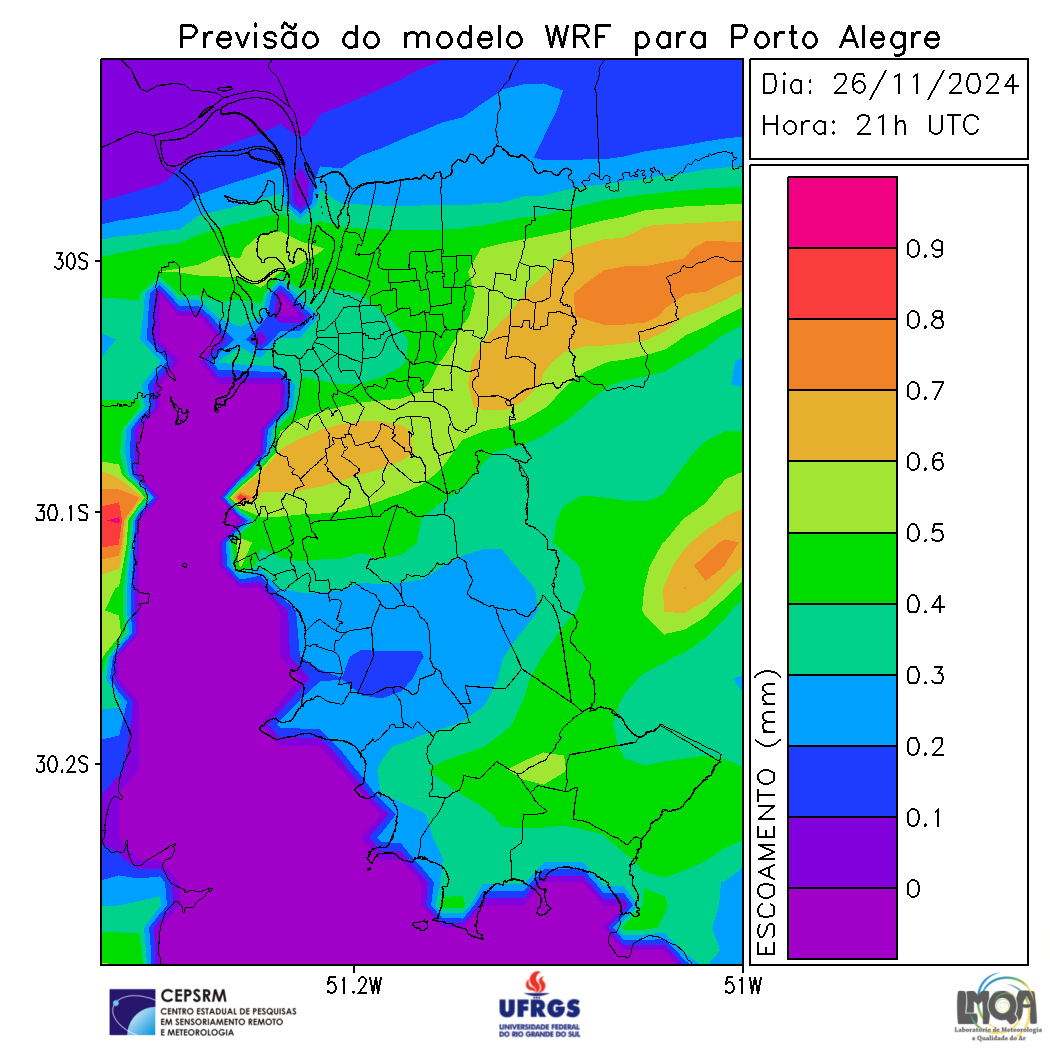 Previsão do modelo WRF para Porto Alegre
Dia: 26/11/2024
Hora: 21h UTC
30S
30.1S
30.2S
51.2W
51W
0.9
0.8
0.7
0.6
0.5
0.4
0.3
0.2
0.1
0
ESCOAMENTO (mm)
CEPSRM
CENTRO ESTADUAL DE PESQUISAS
EM SENSORIAMENTO REMOTO
E METEOROLOGIA
UFRGS
UNIVERSIDADE FEDERAL
DO RIO GRANDE DO SUL
LMQA
Laboratório de Meteorologia
e Qualidade do Ar